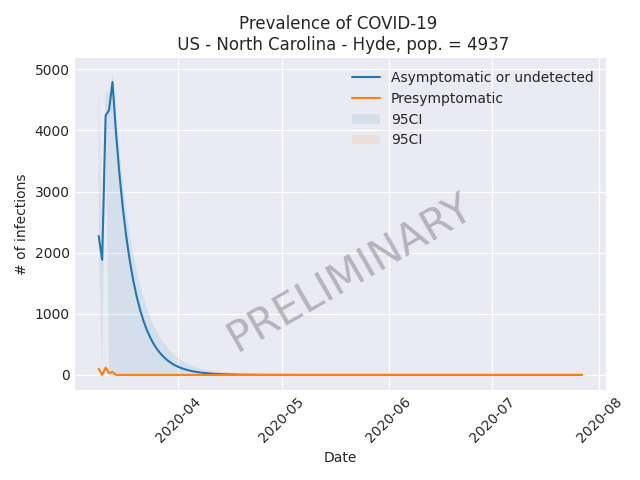 Prevalence of COVID-19
US - North Carolina - Hyde, pop. = 4937
Asymptomatic or undetected
Presymptomatic
95CI
95CI
PRELIMINARY
# of infections
5000
4000
3000
2000
1000
0
2020-04
2020-05
2020-06
2020-07
2020-08
Date